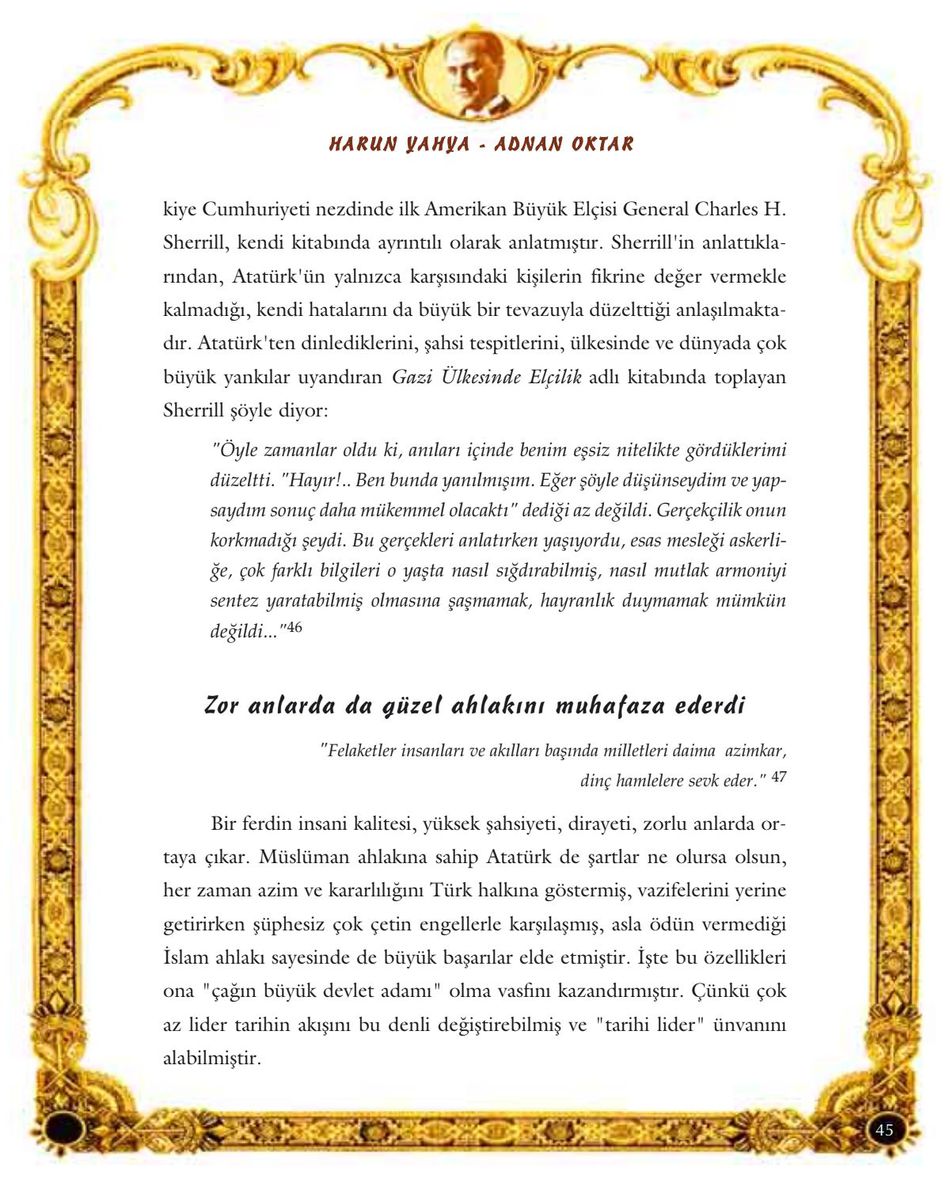 HARUN YAHYA - ADNAN OKTAR
kiye Cumhuriyeti nezdinde ilk Amerikan Büyük Elçisi General Charles H.
Sherrill, kendi kitabında ayrıntılı olarak anlatmıştır. Sherrill'in anlattıkla-
rından, Atatürk'ün yalnızca karşısındaki kişilerin fikrine değer vermekle
kalmadığı, kendi hatalarını da büyük bir tevazuyla düzelttiği anlaşılmakta-
dır. Atatürk'ten dinlediklerini, şahsi tespitlerini, ülkesinde ve dünyada çok
büyük yankılar uyandıran Gazi Ülkesinde Elçilik adlı kitabında toplayan
Sherrill şöyle diyor:
"Öyle zamanlar oldu ki, anıları içinde benim eşsiz nitelikte gördüklerimi
düzeltti. "Hayır!.. Ben bunda yanılmışım. Eğer şöyle düşünseydim ve yap-
saydım sonuç daha mükemmel olacaktı" dediği az değildi. Gerçekçilik onun
korkmadığı şeydi. Bu gerçekleri anlatırken yaşıyordu, esas mesleği askerli-
ğe, çok farklı bilgileri o yaşta nasıl sığdırabilmiş, nasıl mutlak armoniyi
sentez yaratabilmiş olmasına şaşmamak, hayranlık duymamak mümkün
değildi..."46
Zor anlarda da güzel ahlakını muhafaza ederdi
"Felaketler insanları ve akılları başında milletleri daima azimkar,
dinç hamlelere sevk eder." 47
Bir ferdin insani kalitesi, yüksek şahsiyeti, dirayeti, zorlu anlarda or-
taya çıkar. Müslüman ahlakına sahip Atatürk de şartlar ne olursa olsun,
her zaman azim ve kararlılığını Türk halkına göstermiş, vazifelerini yerine
getirirken şüphesiz çok çetin engellerle karşılaşmış, asla ödün vermediği
İslam ahlakı sayesinde de büyük başarılar elde etmiştir. İşte bu özellikleri
ona "çağın büyük devlet adamı" olma vasfını kazandırmıştır. Çünkü çok
az lider tarihin akışını bu denli değiştirebilmiş ve "tarihi lider" ünvanını
alabilmiştir.
45